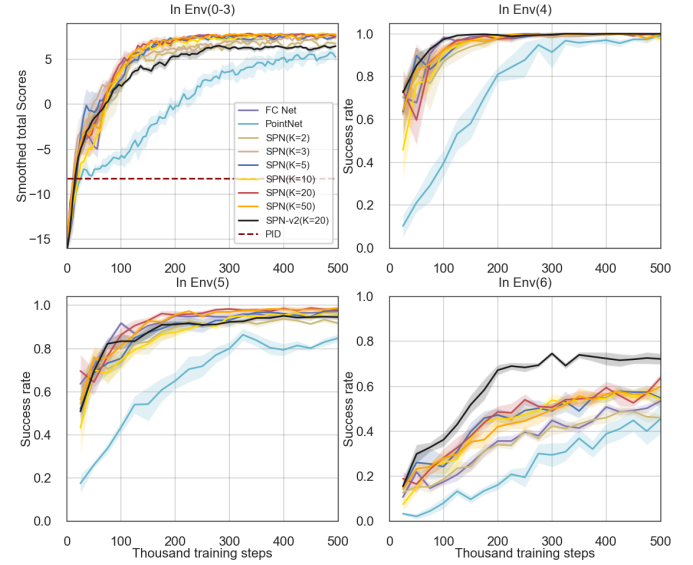 In Env(0-3)
Smoothed total Scores
5
0
−5
−10
−15
0 100 200 300 400 500
FC Net
PointNet
SPN(K=2)
SPN(K=3)
SPN(K=5)
SPN(K=10)
SPN(K=20)
SPN(K=50)
SPN-v2(K=20)
PID
In Env(4)
Success rate
1.0
0.8
0.6
0.4
0.2
0.0
0 100 200 300 400 500
In Env(5)
Success rate
1.0
0.8
0.6
0.4
0.2
0.0
0 100 200 300 400 500
Thousand training steps
In Env(6)
Success rate
1.0
0.8
0.6
0.4
0.2
0.0
0 100 200 300 400 500
Thousand training steps